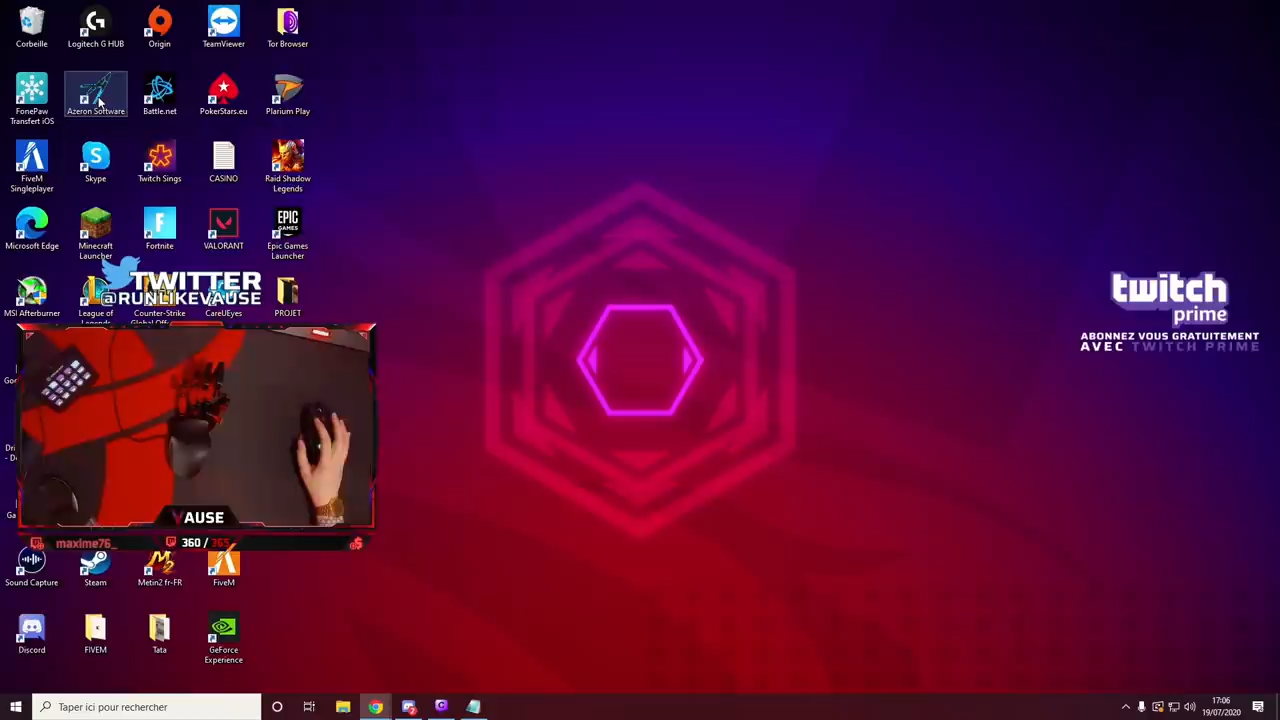 Corbeille
Logitech G HUB
Origin
TeamViewer
Tor Browser
FonePaw
Transfert iOS
Azeron Software
Battle.net
PokerStars.eu
Plarium Play
FiveM
Singleplayer
Skype
Twitch Sings
CASINO
Raid Shadow
Legends
Microsoft Edge
Minecraft
Launcher
Fortnite
VALORANT
EPIC
GAMES
Epic Games
Launcher
TWITTER
@RUNLIKEVAUSE
MSI Afterburner
League of
Counter-Strike
CareUEyes
PROJET
twitch
prime
ABONNEZ VOUS GRATUITEMENT
AVEC TWITCH PRIME
VAUSE
maxime76_
360 / 365
Sound Capture
Steam
Metin2 fr-FR
FiveM
Discord
FIVEM
Tata
GeForce
Experience
Taper ici pour rechercher
17:06
19/07/2020